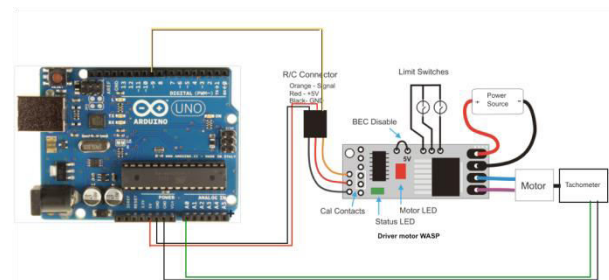 R/C Connector
Orange - Signal
Red - +5V
Black- GND
Limit Switches
Power
Source
+
-
BEC Disable
5V
Motor
Tachometer
Cal Contacts
Motor LED
Status LED
Driver motor WASP
DIGITAL (PWM~)
UNO
ARDUINO
POWER
ANALOG IN